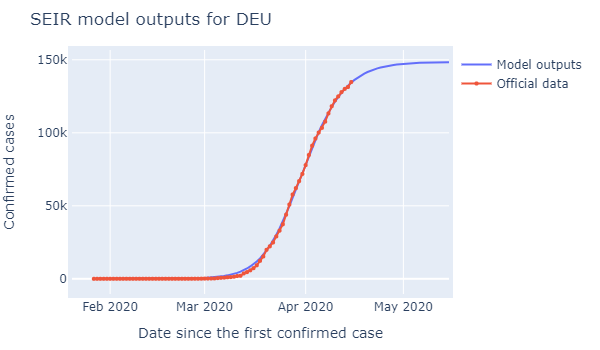 SEIR model outputs for DEU
Model outputs
Official data
Confirmed cases
150k
100k
50k
0
Feb 2020
Mar 2020
Apr 2020
May 2020
Date since the first confirmed case